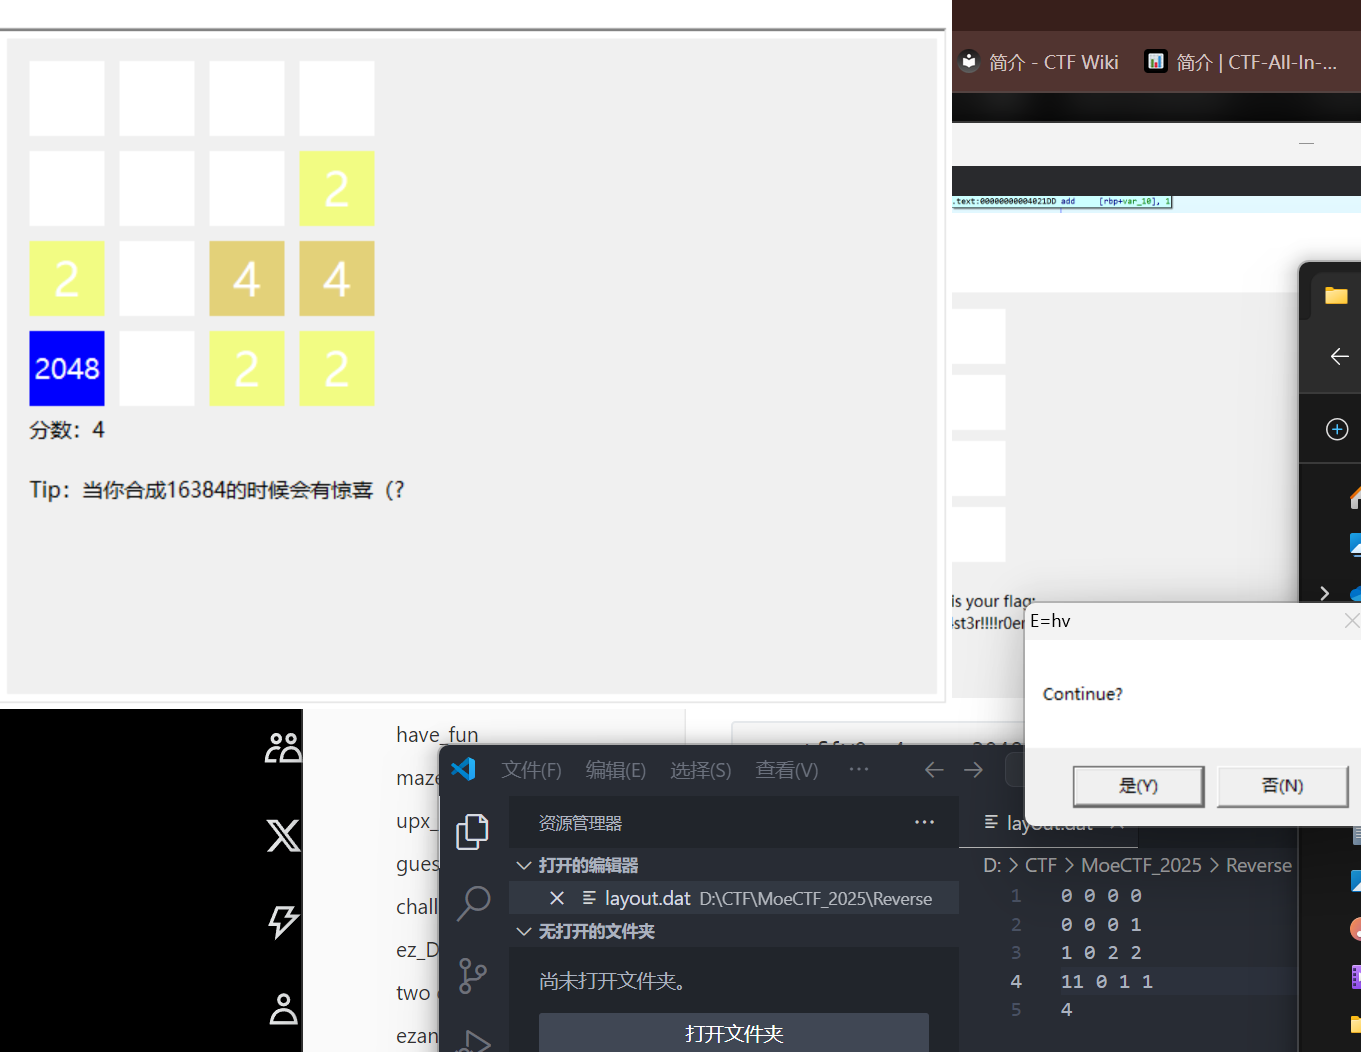 简介 - CTF Wiki
简介 | CTF-All-In-...
.text:00000000004021DD add [rbp+var_10], 1
2
2 4 4
2048 2 2
分数：4
Tip：当你合成16384的时候会有惊喜（?
is your flag:
st3r!!!!r0er
E=hv
Continue?
是(Y) 否(N)
have_fun
maze
upx_
gues
chall
ez_D
two
ezan
文件(F) 编辑(E) 选择(S) 查看(V) ···
资源管理器 ···
打开的编辑器
layout.dat D:\CTF\MoeCTF_2025\Reverse
无打开的文件夹
尚未打开文件夹。
打开文件夹
layout.dat
D: > CTF > MoeCTF_2025 > Reverse
1 0 0 0 0
2 0 0 0 1
3 1 0 2 2
4 11 0 1 1
5 4